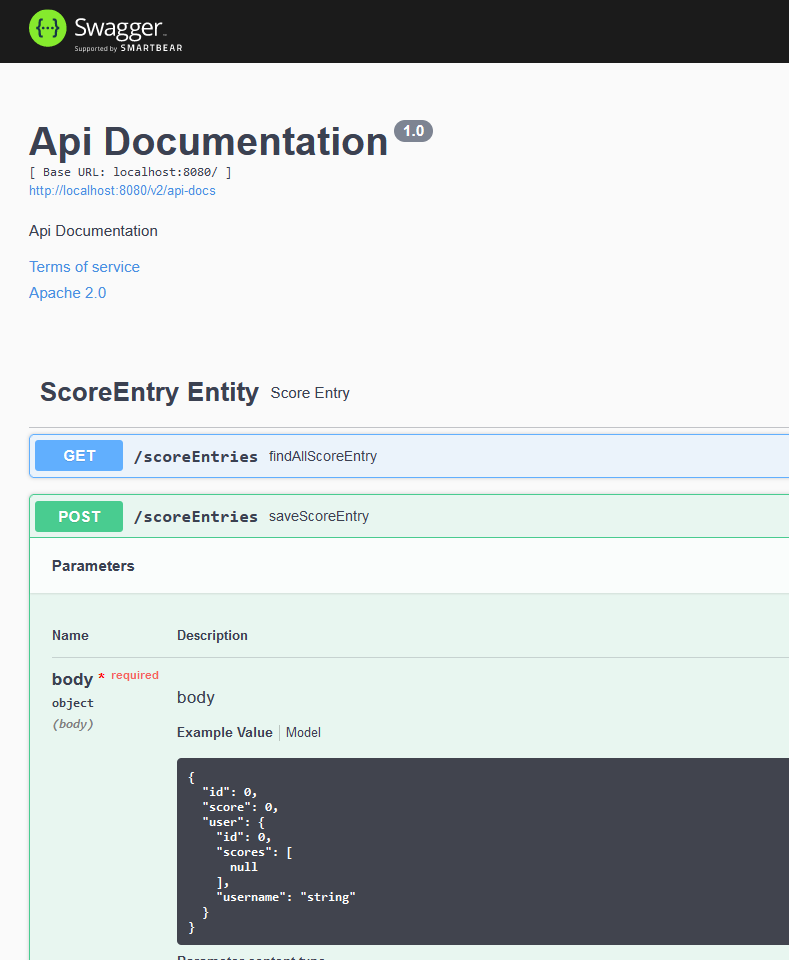 Swagger
Supported by SMARTBEAR
Api Documentation 1.0
[ Base URL: localhost:8080/ ]
http://localhost:8080/v2/api-docs
Api Documentation
Terms of service
Apache 2.0
ScoreEntry Entity Score Entry
GET /scoreEntries findAllScoreEntry
POST /scoreEntries saveScoreEntry
Parameters
Name Description
body * required
object
(body)
body
Example Value Model
{
"id": 0,
"score": 0,
"user": {
"id": 0,
"scores": [
null
],
"username": "string"
}
}
Parameter content type